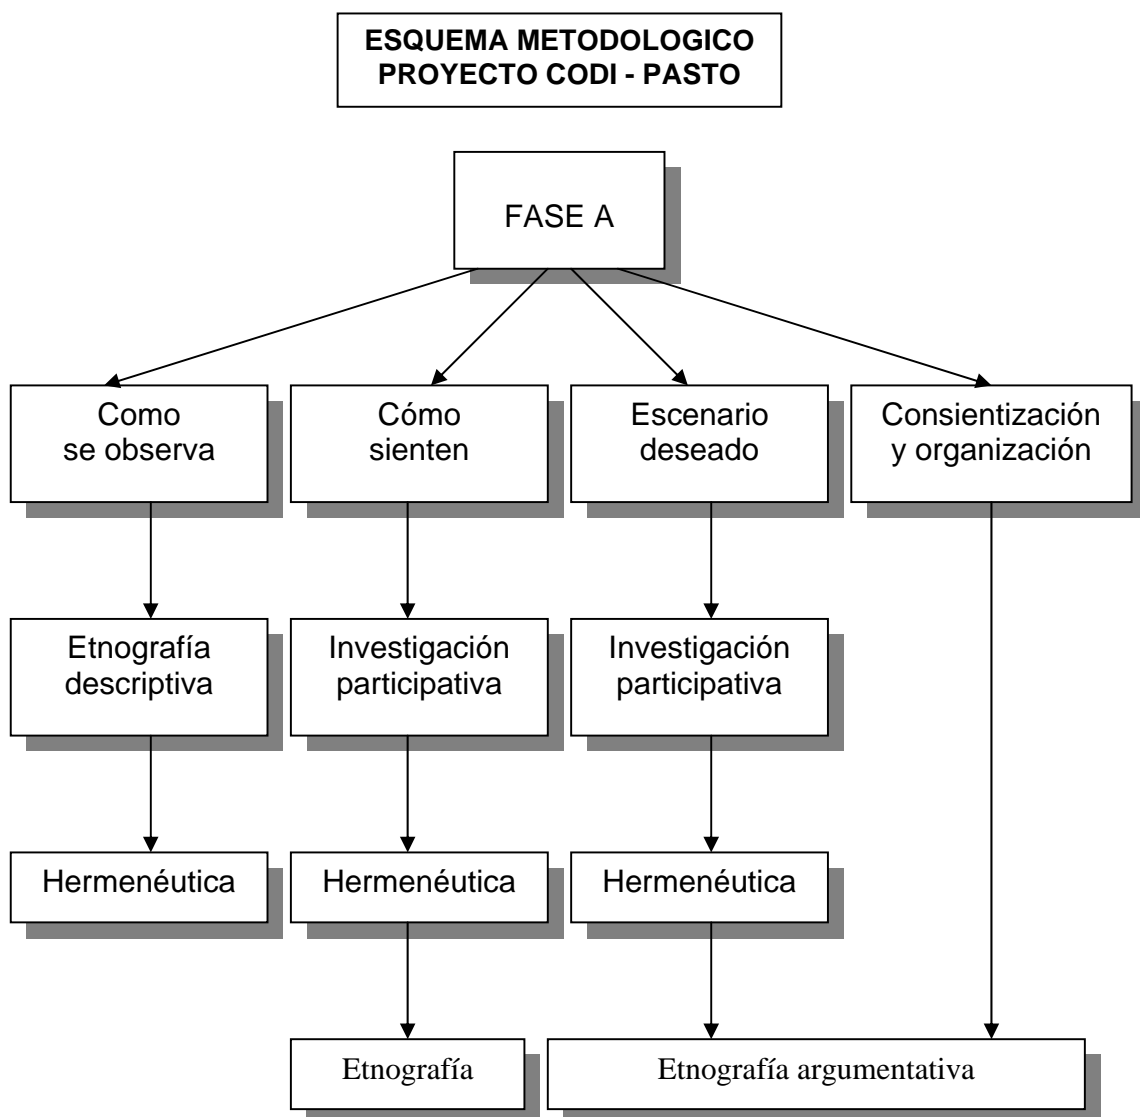 ESQUEMA METODOLOGICO
PROYECTO CODI - PASTO
FASE A
Como
se observa
Cómo
sienten
Escenario
deseado
Consientización
y organización
Etnografía
descriptiva
Investigación
participativa
Investigación
participativa
Hermenéutica
Hermenéutica
Hermenéutica
Etnografía
Etnografía argumentativa